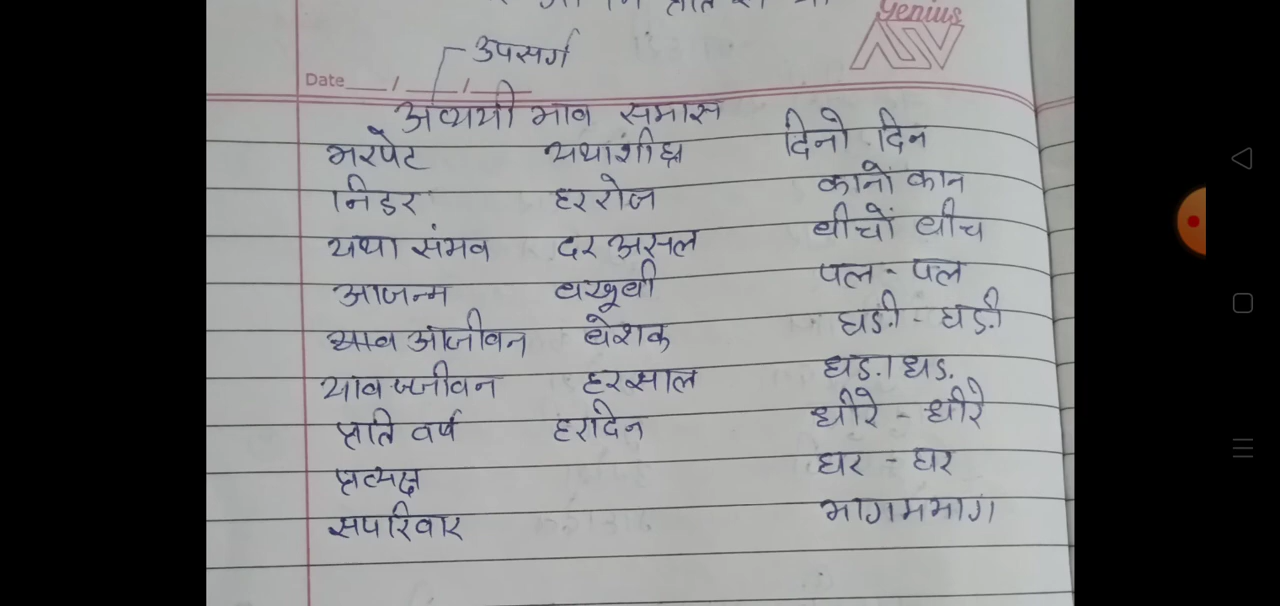 Genius
उपसर्ग
Date / /
अव्ययी भाव समास
भरपेट यथाशीघ्र दिनो दिन
निडर हररोज कानो कान
यथा संभव दर असल बीचों बीच
आजन्म बखूबी पल - पल
आजीवन बेशक घड़ी - घड़ी
यावज्जीवन हरसाल धड़ाधड़
प्रति वर्ष हरदिन धीरे - धीरे
प्रत्यक्ष घर - घर
सपरिवार भागमभाग